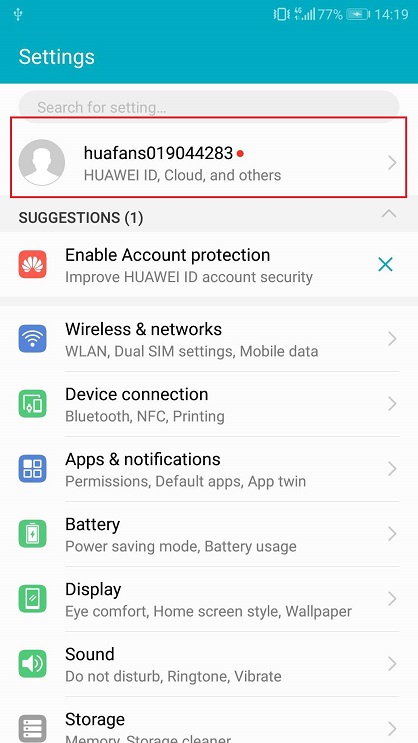 4G 77% 14:19
Settings
Search for setting...
huafans019044283
HUAWEI ID, Cloud, and others
SUGGESTIONS (1)
Enable Account protection
Improve HUAWEI ID account security
Wireless & networks
WLAN, Dual SIM settings, Mobile data
Device connection
Bluetooth, NFC, Printing
Apps & notifications
Permissions, Default apps, App twin
Battery
Power saving mode, Battery usage
Display
Eye comfort, Home screen style, Wallpaper
Sound
Do not disturb, Ringtone, Vibrate
Storage
Memory, Storage cleaner